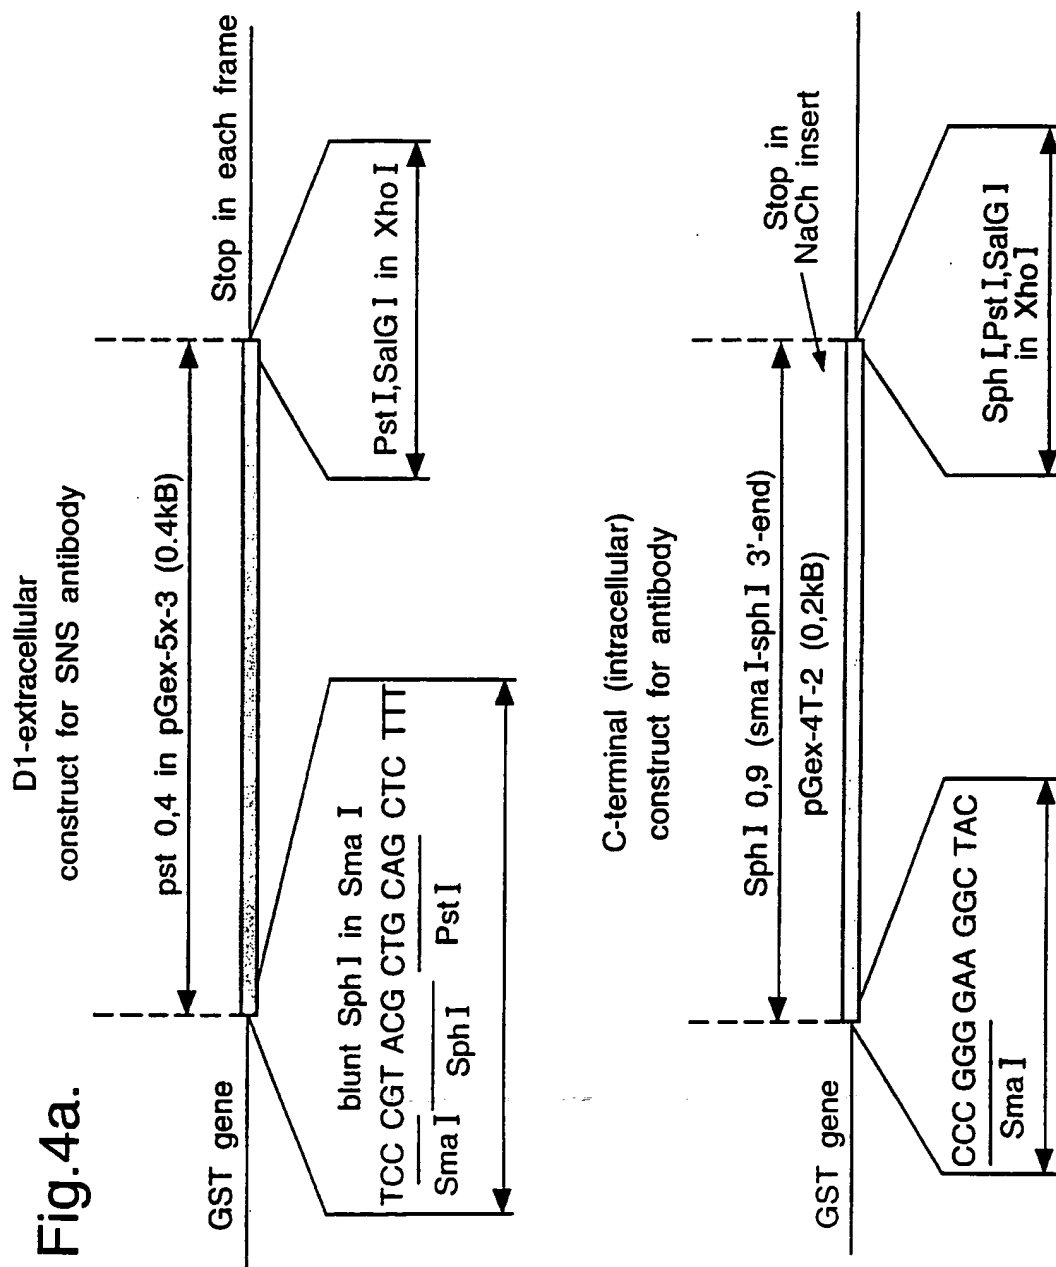 Fig.4a.
D1-extracellular
construct for SNS antibody
pst 0,4 in pGex-5x-3 (0.4kB)
GST gene
Stop in each frame
blunt Sph I in Sma I
TCC CGT ACG CTG CAG CTC TTT
Sma I Sph I Pst I
Pst I,SalG I in Xho I
C-terminal (intracellular)
construct for antibody
Sph I 0,9 (sma I-sph I 3'-end)
pGex-4T-2 (0,2kB)
Stop in
NaCh insert
GST gene
CCC GGG GAA GGC TAC
Sma I
Sph I,Pst I,SalG I
in Xho I